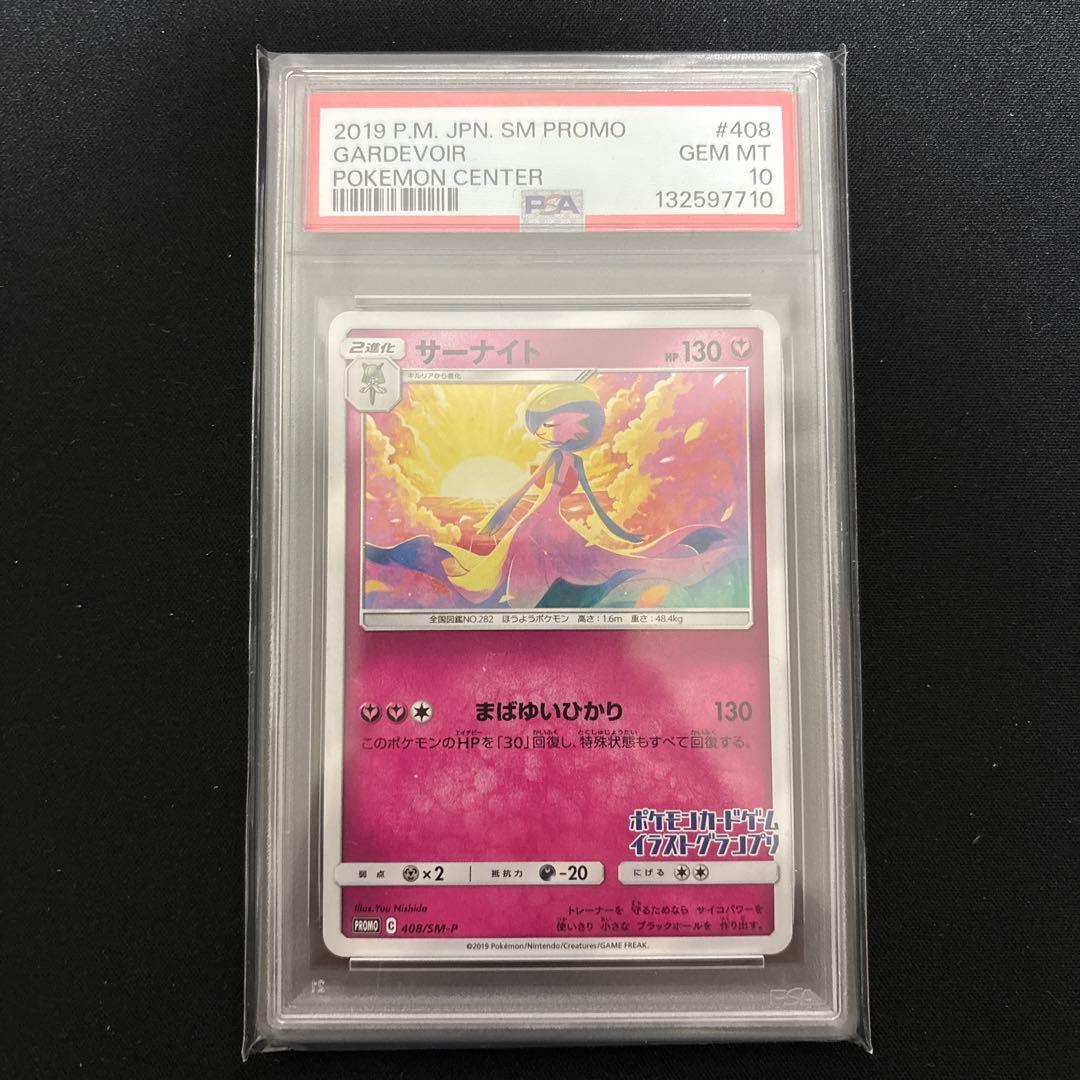 2019 P.M. JPN. SM PROMO #408
GARDEVOIR GEM MT
POKEMON CENTER 10
PSA 132597710
2進化 サーナイト HP 130
キルリアから進化
全国図鑑NO.282 ほうようポケモン 高さ:1.6m 重さ:48.4kg
まばゆいひかり 130
このポケモンのHPを「30」回復し、特殊状態もすべて回復する。
ポケモンカードゲーム
イラストグランプリ
弱点 ×2 抵抗力 -20 にげる
Illus.Yuu Nishida
トレーナーを 守るためなら サイコパワーを
使いきり 小さな ブラックホールを 作り出す。
PROMO C 408/SM-P
©2019 Pokémon/Nintendo/Creatures/GAME FREAK.
PSA